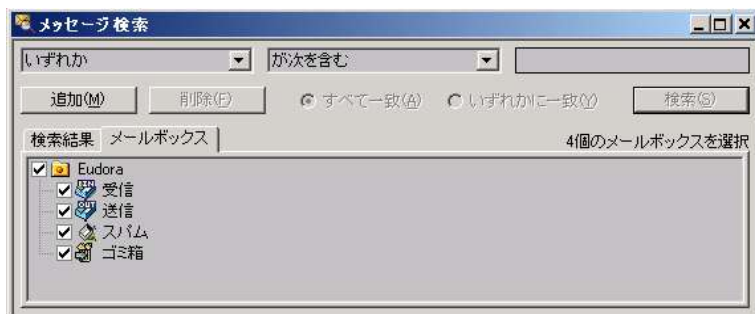 メッセージ検索
いずれか が次を含む
追加(M) 削除(F) すべて一致(A) いずれかに一致(Y) 検索(S)
検索結果 メールボックス 4個のメールボックスを選択
Eudora
受信
送信
スパム
ゴミ箱